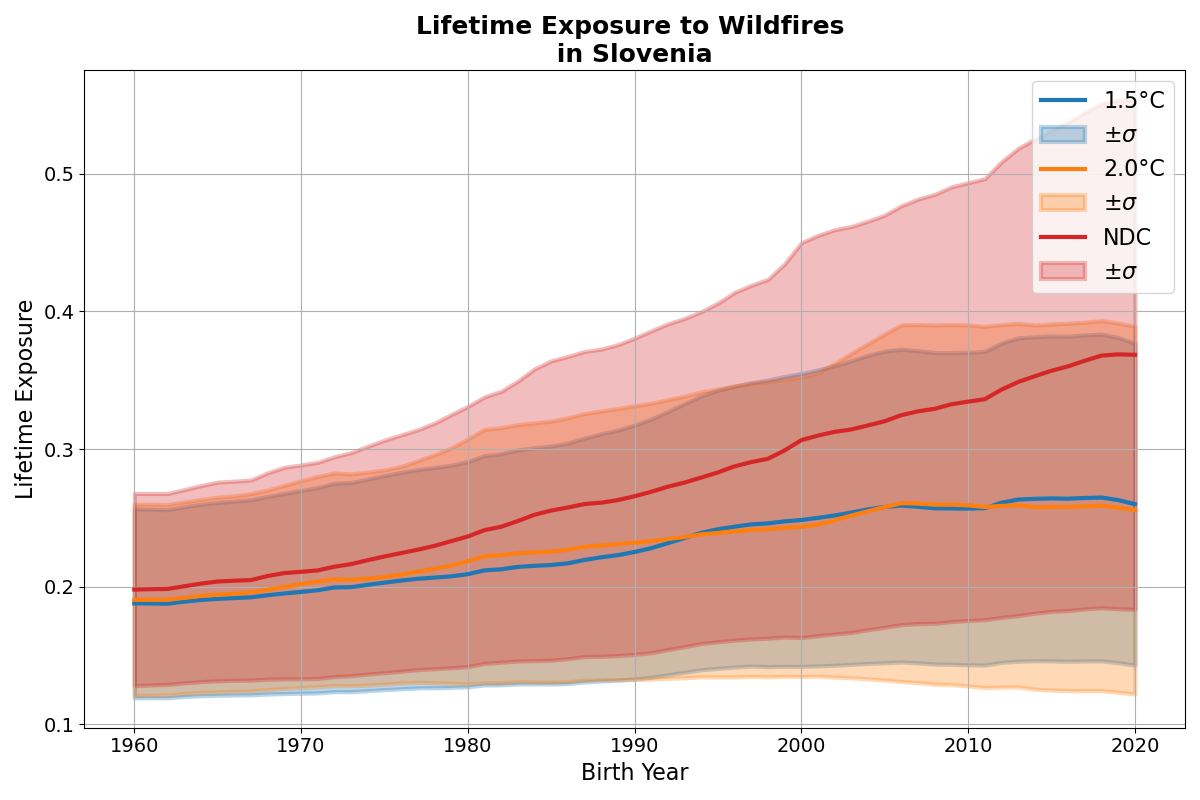 Lifetime Exposure to Wildfires
in Slovenia
1.5°C
±σ
2.0°C
±σ
NDC
±σ
Lifetime Exposure
0.5
0.4
0.3
0.2
0.1
1960 1970 1980 1990 2000 2010 2020
Birth Year